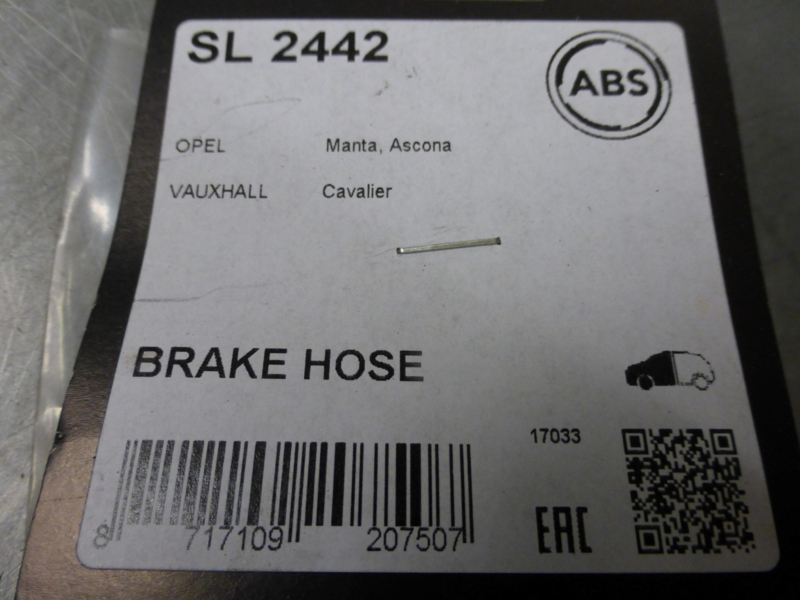 SL 2442
ABS
OPEL Manta, Ascona
VAUXHALL Cavalier
BRAKE HOSE
17033
8 717109 207507
EAC